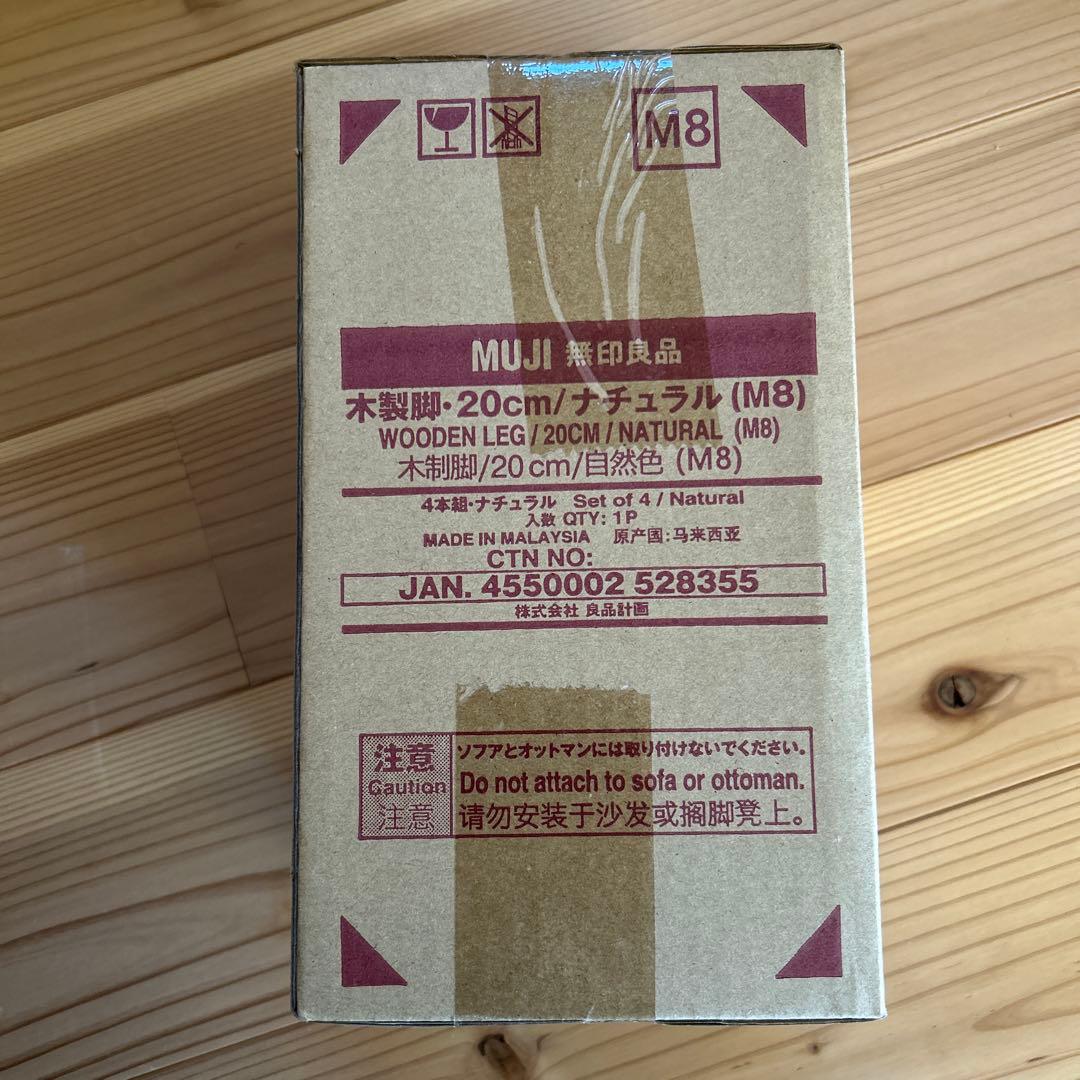 M8
MUJI 無印良品
木製脚・20cm/ナチュラル(M8)
WOODEN LEG/20CM/NATURAL (M8)
木制脚/20cm/自然色(M8)
4本組・ナチュラル Set of 4 / Natural
入数 QTY: 1P
MADE IN MALAYSIA 原产国:马来西亚
CTN NO:
JAN. 4550002 528355
株式会社 良品計画
注意
Caution
注意
ソファとオットマンには取り付けないでください。
Do not attach to sofa or ottoman.
请勿安装于沙发或搁脚凳上。